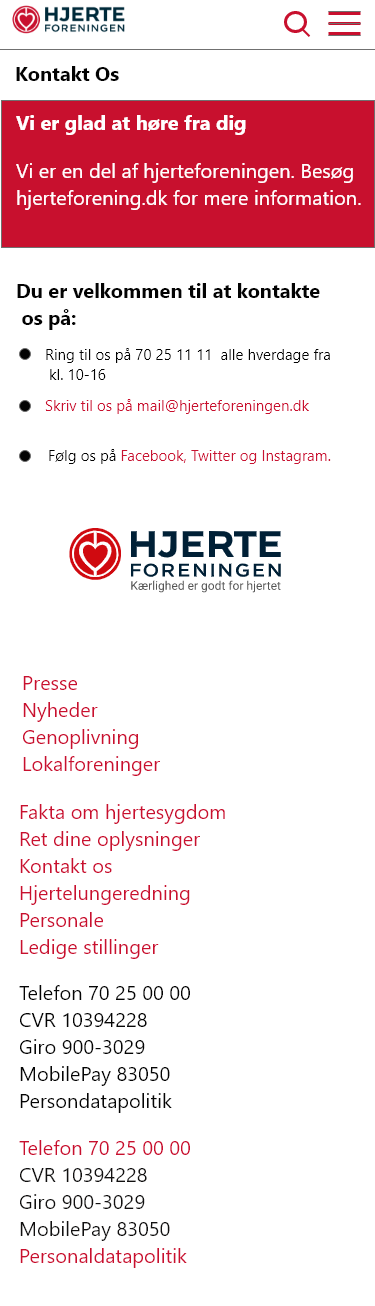 HJERTE
FORENINGEN
Kontakt Os
Vi er glad at høre fra dig
Vi er en del af hjerteforeningen. Besøg
hjerteforening.dk for mere information.
Du er velkommen til at kontakte
os på:
Ring til os på 70 25 11 11 alle hverdage fra
kl. 10-16
Skriv til os på mail@hjerteforeningen.dk
Følg os på Facebook, Twitter og Instagram.
HJERTE
FORENINGEN
Kærlighed er godt for hjertet
Presse
Nyheder
Genoplivning
Lokalforeninger
Fakta om hjertesygdom
Ret dine oplysninger
Kontakt os
Hjertelungeredning
Personale
Ledige stillinger
Telefon 70 25 00 00
CVR 10394228
Giro 900-3029
MobilePay 83050
Persondatapolitik
Telefon 70 25 00 00
CVR 10394228
Giro 900-3029
MobilePay 83050
Personaldatapolitik